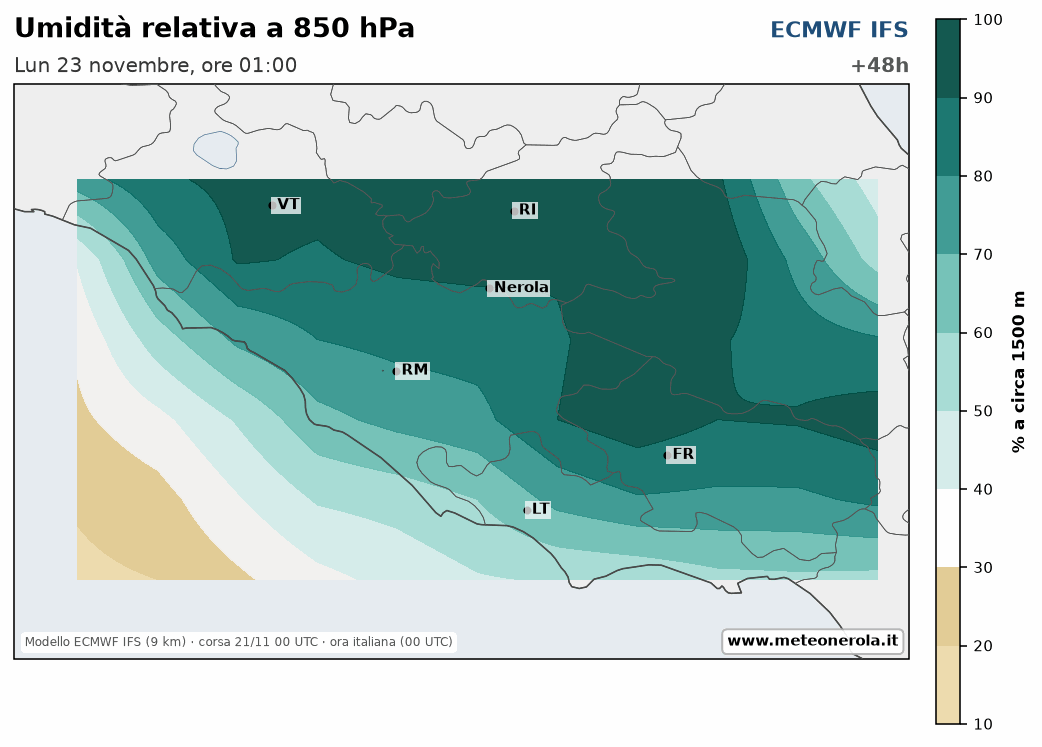 Umidità relativa a 850 hPa
ECMWF IFS
Lun 23 novembre, ore 01:00
+48h
100
90
80
70
60
50
40
30
20
10
% a circa 1500 m
VT
RI
Nerola
RM
FR
LT
Modello ECMWF IFS (9 km) · corsa 21/11 00 UTC · ora italiana (00 UTC)
www.meteonerola.it